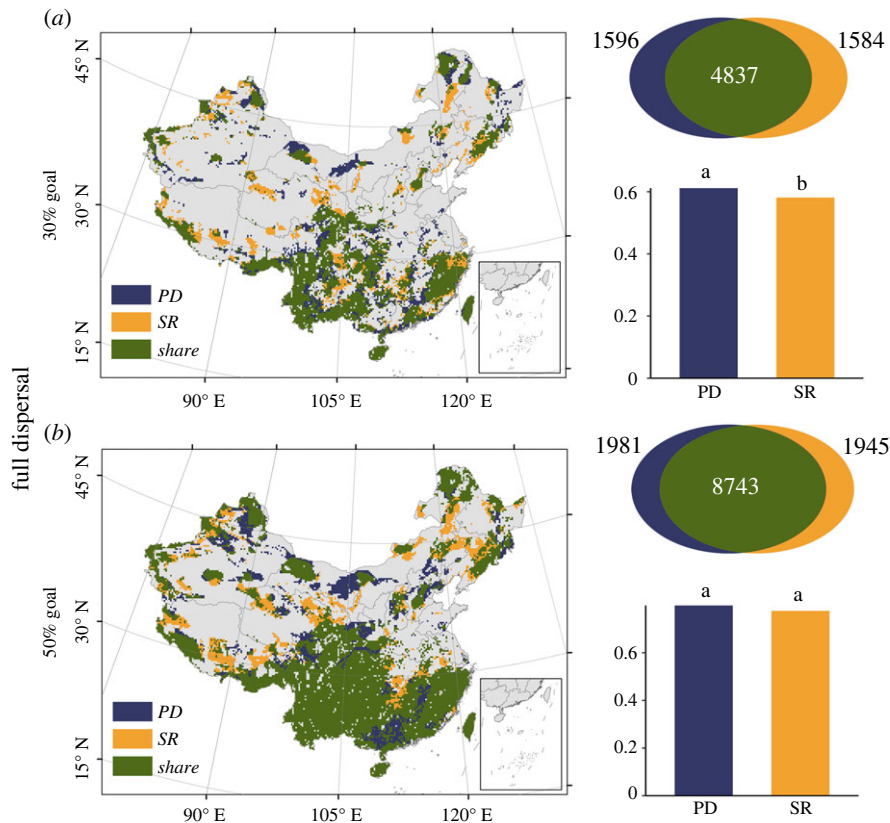 (a)
45° N
30° N
15° N
30% goal
PD
SR
share
90° E
105° E
120° E
1596
4837
1584
a
b
0.6
0.4
0.2
0
PD
SR
full dispersal
(b)
45° N
30° N
15° N
50% goal
PD
SR
share
90° E
105° E
120° E
1981
8743
1945
a
a
0.6
0.4
0.2
0
PD
SR